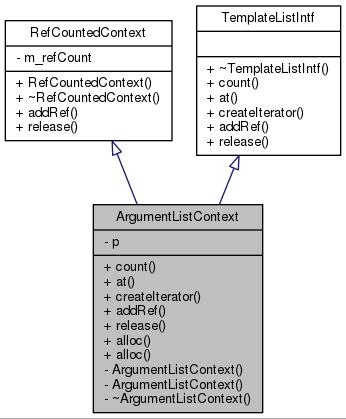 RefCountedContext
- m_refCount
+ RefCountedContext()
+ ~RefCountedContext()
+ addRef()
+ release()
TemplateListIntf
+ ~TemplateListIntf()
+ count()
+ at()
+ createIterator()
+ addRef()
+ release()
ArgumentListContext
- p
+ count()
+ at()
+ createIterator()
+ addRef()
+ release()
+ alloc()
+ alloc()
- ArgumentListContext()
- ArgumentListContext()
- ~ArgumentListContext()